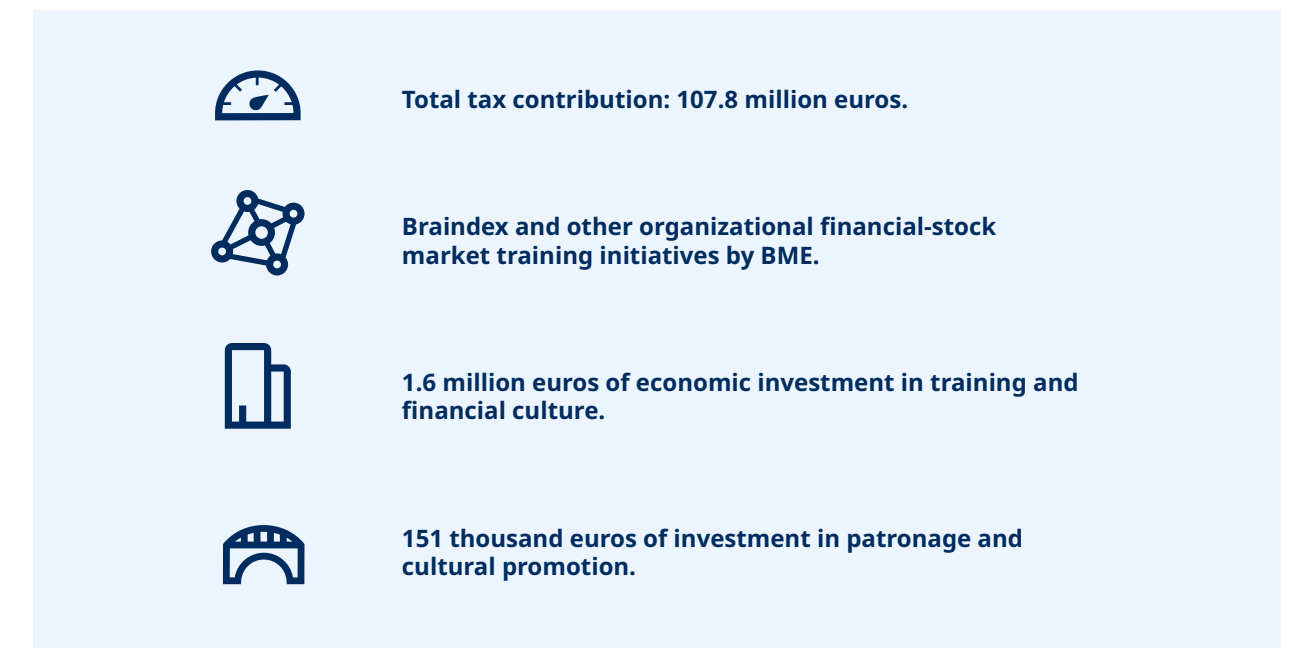 Total tax contribution: 107.8 million euros.
Braindex and other organizational financial-stock
market training initiatives by BME.
1.6 million euros of economic investment in training and
financial culture.
151 thousand euros of investment in patronage and
cultural promotion.